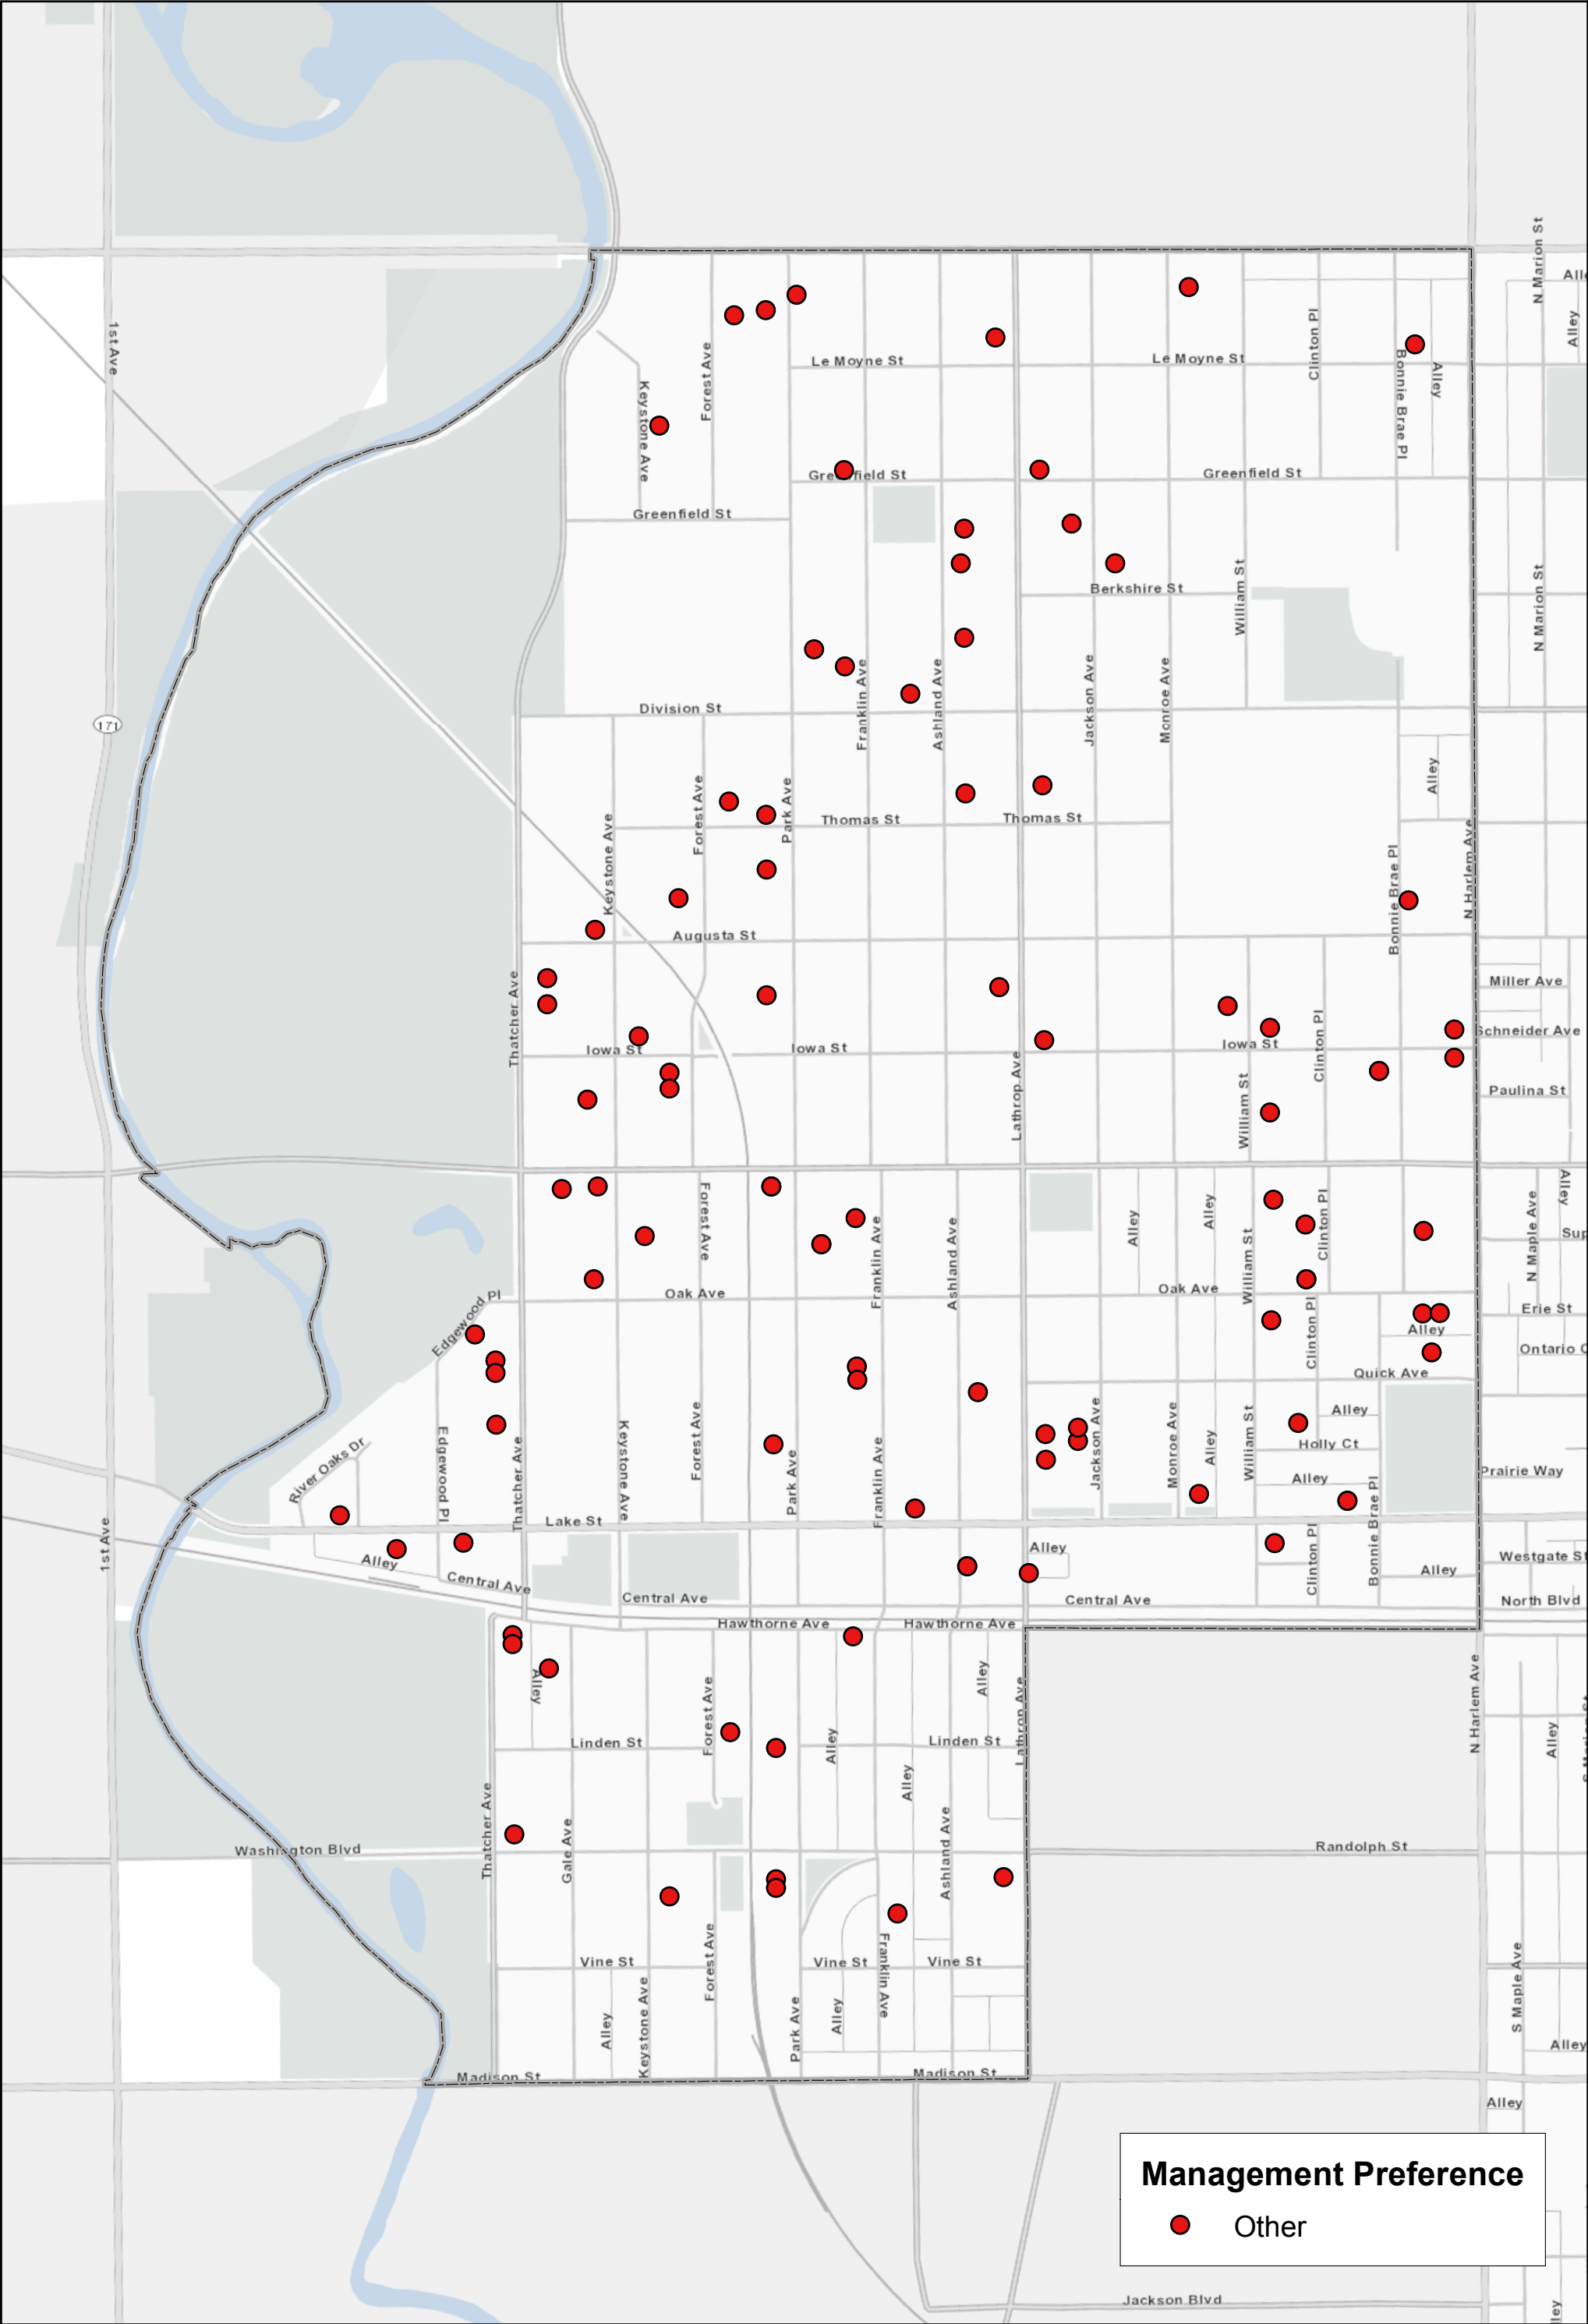 N Marion St
Alle
Alley
1st Ave
Clinton Pl
Le Moyne St
Le Moyne St
Forest Ave
Bonnie Brae Pl
Alley
Keystone Ave
Greenfield St
Greenfield St
Greenfield St
Berkshire St
William St
N Marion St
Franklin Ave
Ashland Ave
Jackson Ave
Monroe Ave
Division St
171
Alley
Forest Ave
Park Ave
Thomas St
Thomas St
Keystone Ave
Bonnie Brae Pl
N Harlem Ave
Augusta St
Thatcher Ave
Miller Ave
Schneider Ave
Clinton Pl
Iowa St
Iowa St
Iowa St
Lathrop Ave
William St
Paulina St
Forest Ave
Franklin Ave
Ashland Ave
Alley
Alley
William St
Clinton Pl
N Maple Ave
Alley
Sup
Oak Ave
Oak Ave
Edgewood Pl
Erie St
Clinton Pl
Alley
Ontario C
Quick Ave
Edgewood Pl
Thatcher Ave
Keystone Ave
Forest Ave
Park Ave
Franklin Ave
Jackson Ave
Monroe Ave
Alley
William St
Alley
Holly Ct
Alley
Prairie Way
River Oaks Dr
Bonnie Brae Pl
1st Ave
Lake St
Alley
Alley
Clinton Pl
Alley
Westgate St
Central Ave
Central Ave
Central Ave
North Blvd
Hawthorne Ave
Hawthorne Ave
Alley
Forest Ave
Alley
Lathrop Ave
N Harlem Ave
Linden St
Alley
Linden St
Alley
Alley
Thatcher Ave
Gale Ave
Ashland Ave
Washington Blvd
Randolph St
Forest Ave
Franklin Ave
Vine St
Vine St
Vine St
S Maple Ave
Alley
Keystone Ave
Park Ave
Alley
Alley
Madison St
Madison St
Alley
Management Preference
Other
Jackson Blvd
ley